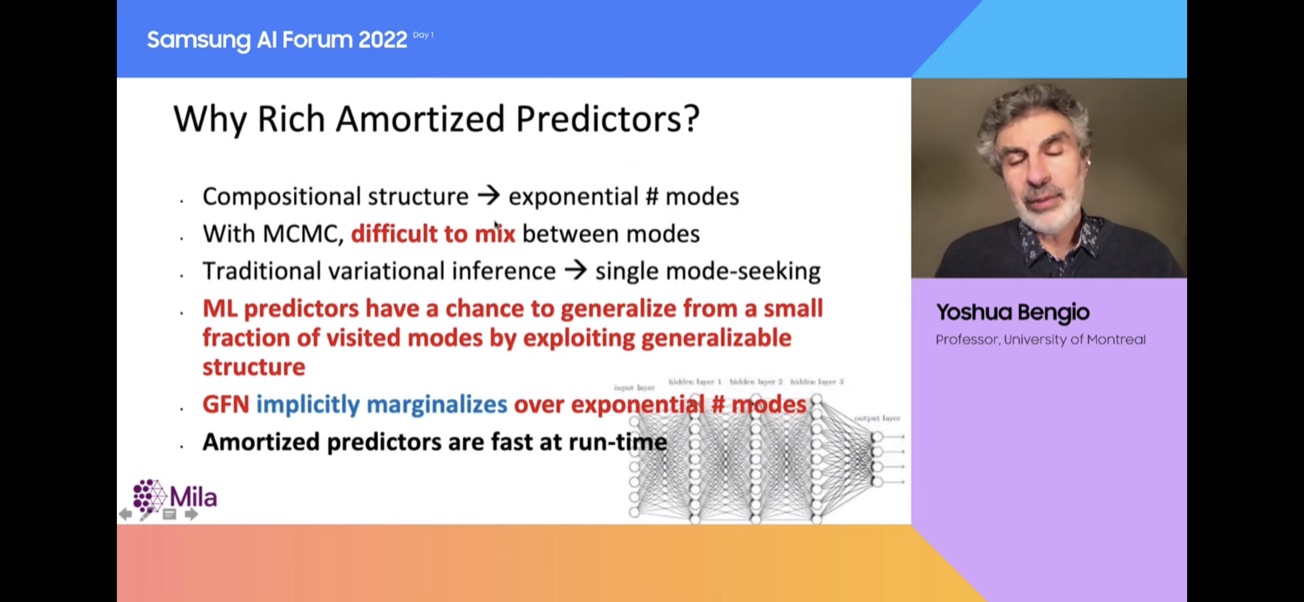 Samsung AI Forum 2022 Day 1
Why Rich Amortized Predictors?
· Compositional structure → exponential # modes
· With MCMC, difficult to mix between modes
· Traditional variational inference → single mode-seeking
· ML predictors have a chance to generalize from a small
fraction of visited modes by exploiting generalizable
structure
· GFN implicitly marginalizes over exponential # modes
· Amortized predictors are fast at run-time
input layer
hidden layer 1 hidden layer 2 hidden layer 3
output layer
Mila
Yoshua Bengio
Professor, University of Montreal